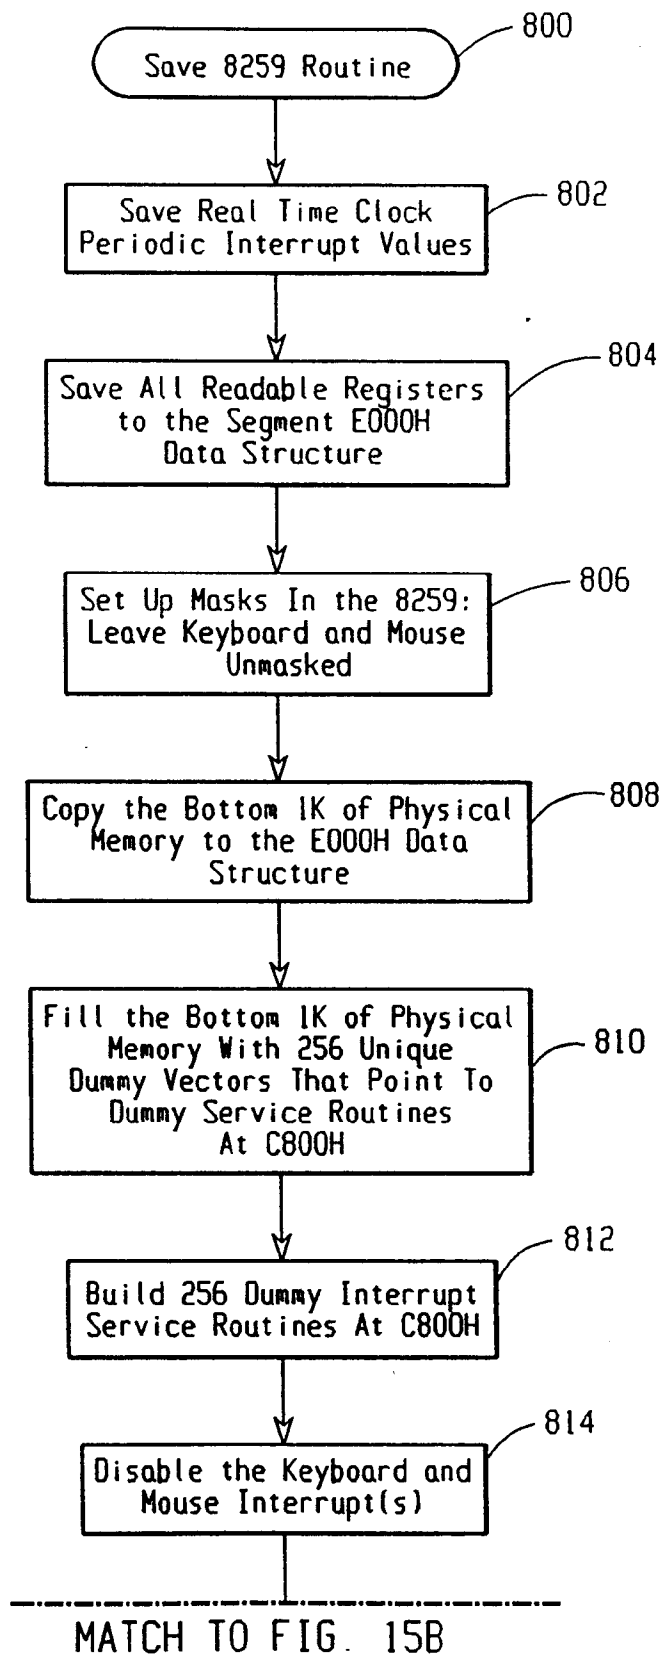 800
Save 8259 Routine
802
Save Real Time Clock
Periodic Interrupt Values
804
Save All Readable Registers
to the Segment E000H
Data Structure
806
Set Up Masks In the 8259:
Leave Keyboard and Mouse
Unmasked
808
Copy the Bottom 1K of Physical
Memory to the E000H Data
Structure
810
Fill the Bottom 1K of Physical
Memory With 256 Unique
Dummy Vectors That Point To
Dummy Service Routines
At C800H
812
Build 256 Dummy Interrupt
Service Routines At C800H
814
Disable the Keyboard and
Mouse Interrupt(s)
MATCH TO FIG. 15B